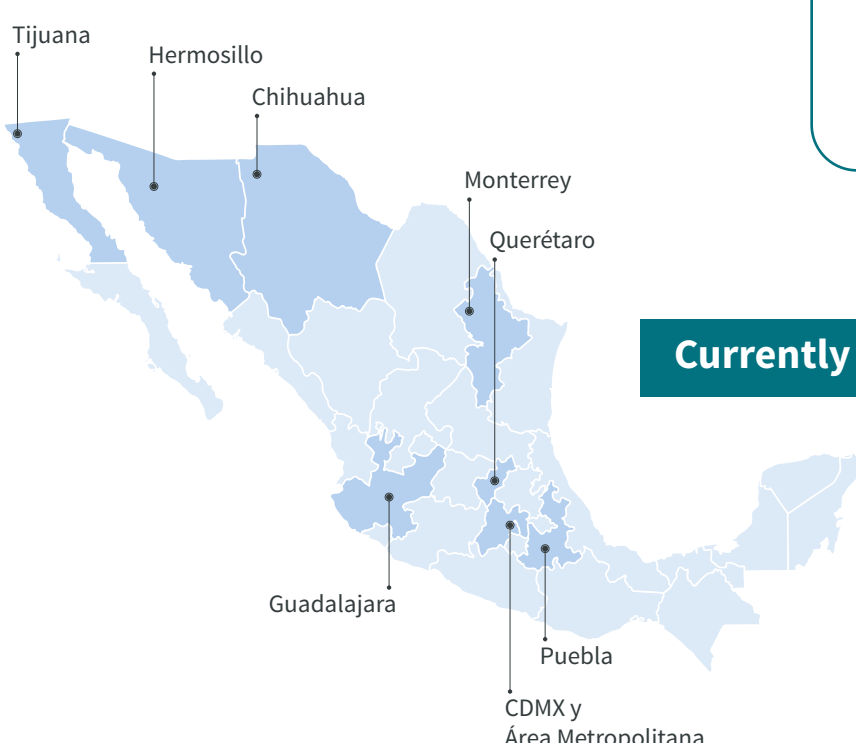 Tijuana
Hermosillo
Chihuahua
Monterrey
Querétaro
Currently
Guadalajara
Puebla
CDMX y
Área Metropolitana